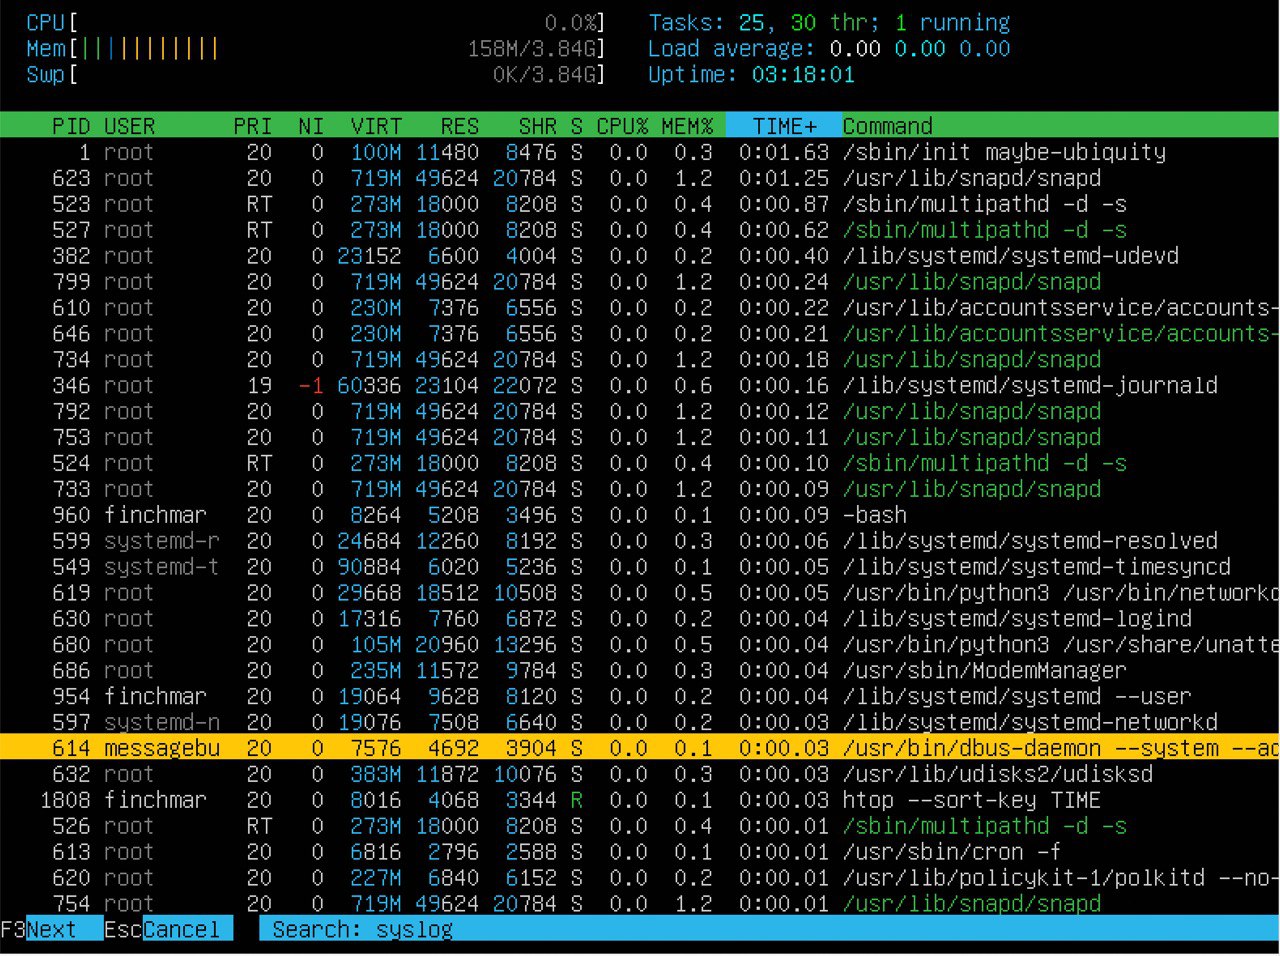 CPU[ 0.0%] Tasks: 25, 30 thr; 1 running
Mem[|||||||||||| 158M/3.84G] Load average: 0.00 0.00 0.00
Swp[ 0K/3.84G] Uptime: 03:18:01
PID USER PRI NI VIRT RES SHR S CPU% MEM% TIME+ Command
1 root 20 0 100M 11480 8476 S 0.0 0.3 0:01.63 /sbin/init maybe-ubiquity
623 root 20 0 719M 49624 20784 S 0.0 1.2 0:01.25 /usr/lib/snapd/snapd
523 root RT 0 273M 18000 8208 S 0.0 0.4 0:00.87 /sbin/multipathd -d -s
527 root RT 0 273M 18000 8208 S 0.0 0.4 0:00.62 /sbin/multipathd -d -s
382 root 20 0 23152 6600 4004 S 0.0 0.2 0:00.40 /lib/systemd/systemd-udevd
799 root 20 0 719M 49624 20784 S 0.0 1.2 0:00.24 /usr/lib/snapd/snapd
610 root 20 0 230M 7376 6556 S 0.0 0.2 0:00.22 /usr/lib/accountsservice/accounts-
646 root 20 0 230M 7376 6556 S 0.0 0.2 0:00.21 /usr/lib/accountsservice/accounts-
734 root 20 0 719M 49624 20784 S 0.0 1.2 0:00.18 /usr/lib/snapd/snapd
346 root 19 -1 60336 23104 22072 S 0.0 0.6 0:00.16 /lib/systemd/systemd-journald
792 root 20 0 719M 49624 20784 S 0.0 1.2 0:00.12 /usr/lib/snapd/snapd
753 root 20 0 719M 49624 20784 S 0.0 1.2 0:00.11 /usr/lib/snapd/snapd
524 root RT 0 273M 18000 8208 S 0.0 0.4 0:00.10 /sbin/multipathd -d -s
733 root 20 0 719M 49624 20784 S 0.0 1.2 0:00.09 /usr/lib/snapd/snapd
960 finchmar 20 0 8264 5208 3496 S 0.0 0.1 0:00.09 -bash
599 systemd-r 20 0 24684 12260 8192 S 0.0 0.3 0:00.06 /lib/systemd/systemd-resolved
549 systemd-t 20 0 90884 6020 5236 S 0.0 0.1 0:00.05 /lib/systemd/systemd-timesyncd
619 root 20 0 29668 18512 10508 S 0.0 0.5 0:00.05 /usr/bin/python3 /usr/bin/networkd
630 root 20 0 17316 7760 6872 S 0.0 0.2 0:00.04 /lib/systemd/systemd-logind
680 root 20 0 105M 20960 13296 S 0.0 0.5 0:00.04 /usr/bin/python3 /usr/share/unatte
686 root 20 0 235M 11572 9784 S 0.0 0.3 0:00.04 /usr/sbin/ModemManager
954 finchmar 20 0 19064 9628 8120 S 0.0 0.2 0:00.04 /lib/systemd/systemd --user
597 systemd-n 20 0 19076 7508 6640 S 0.0 0.2 0:00.03 /lib/systemd/systemd-networkd
614 messagebu 20 0 7576 4692 3904 S 0.0 0.1 0:00.03 /usr/bin/dbus-daemon --system --ad
632 root 20 0 383M 11872 10076 S 0.0 0.3 0:00.03 /usr/lib/udisks2/udisksd
1808 finchmar 20 0 8016 4068 3344 R 0.0 0.1 0:00.03 htop --sort-key TIME
526 root RT 0 273M 18000 8208 S 0.0 0.4 0:00.01 /sbin/multipathd -d -s
613 root 20 0 6816 2796 2588 S 0.0 0.1 0:00.01 /usr/sbin/cron -f
620 root 20 0 227M 6840 6152 S 0.0 0.2 0:00.01 /usr/lib/policykit-1/polkitd --no-
754 root 20 0 719M 49624 20784 S 0.0 1.2 0:00.01 /usr/lib/snapd/snapd
F3Next EscCancel Search: syslog